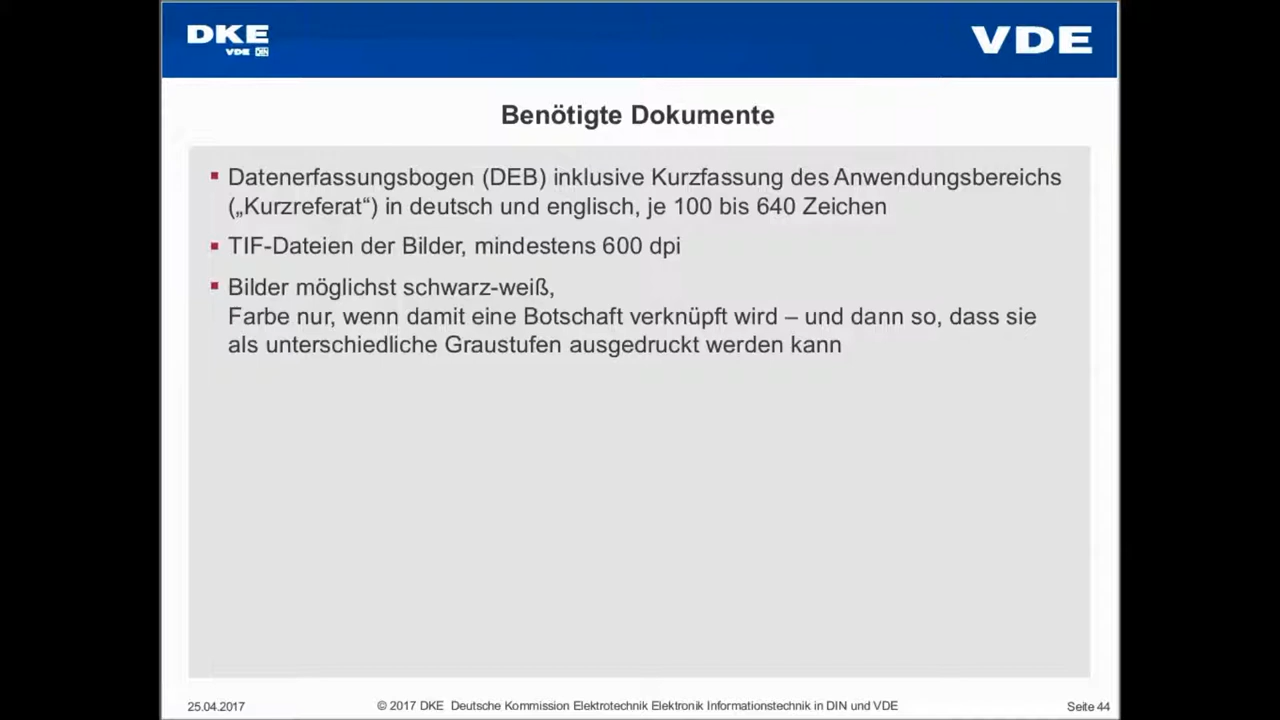 DKE
VDE DIN
VDE
Benötigte Dokumente
Datenerfassungsbogen (DEB) inklusive Kurzfassung des Anwendungsbereichs
(„Kurzreferat“) in deutsch und englisch, je 100 bis 640 Zeichen
TIF-Dateien der Bilder, mindestens 600 dpi
Bilder möglichst schwarz-weiß,
Farbe nur, wenn damit eine Botschaft verknüpft wird – und dann so, dass sie
als unterschiedliche Graustufen ausgedruckt werden kann
25.04.2017
© 2017 DKE Deutsche Kommission Elektrotechnik Elektronik Informationstechnik in DIN und VDE
Seite 44